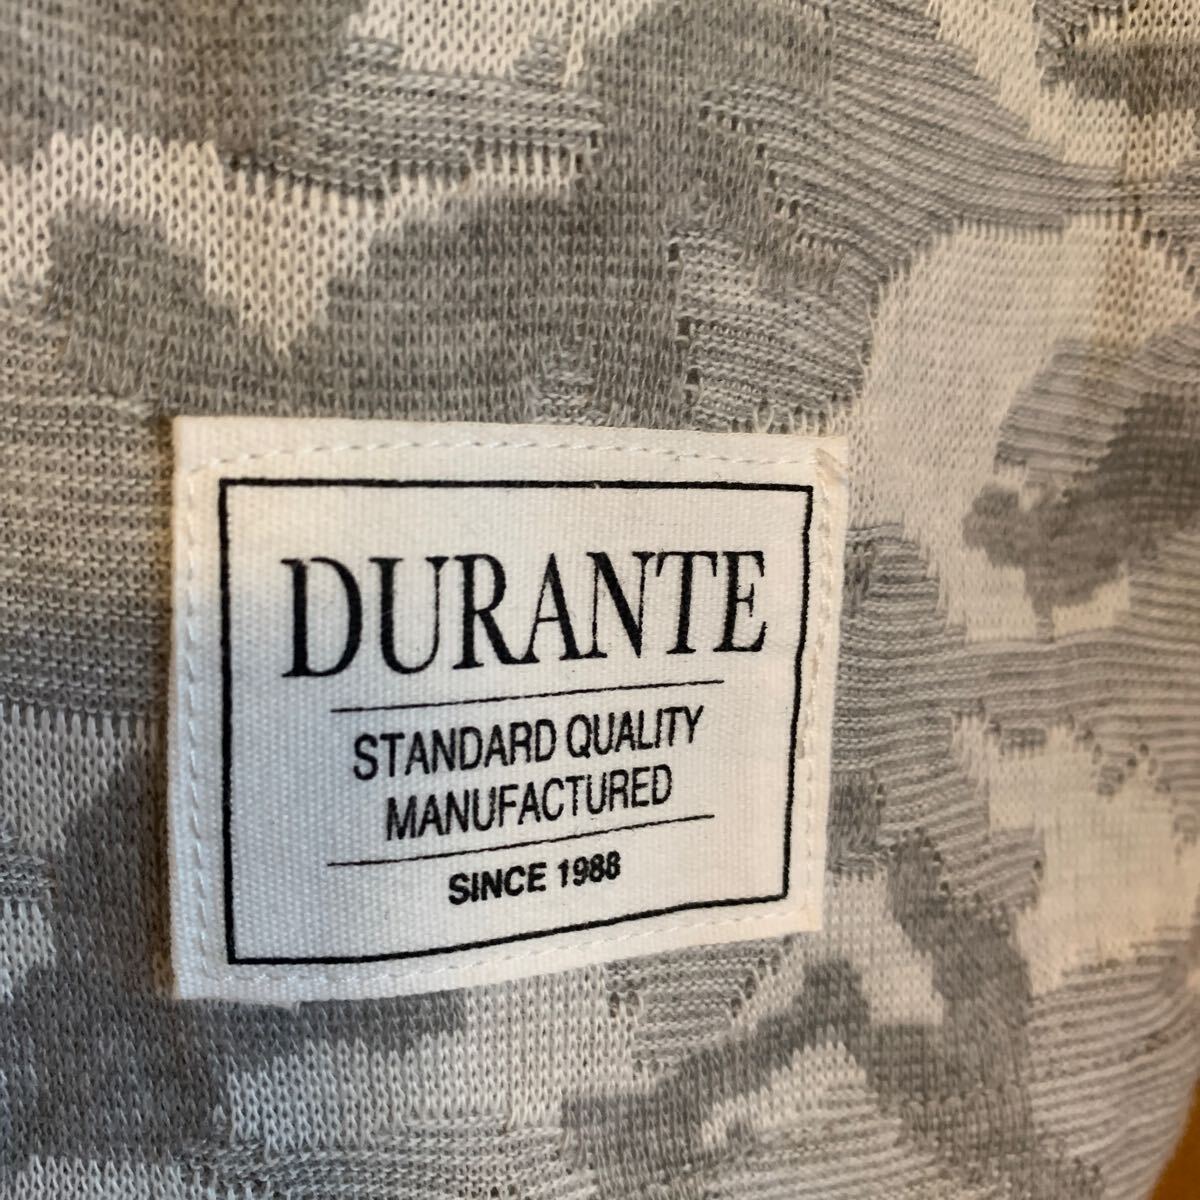 DURANTE
STANDARD QUALITY
MANUFACTURED
SINCE 1988